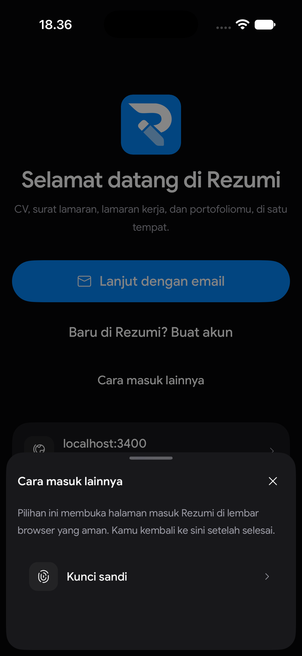 18.36
Selamat datang di Rezumi
CV, surat lamaran, lamaran kerja, dan portofoliomu, di satu
tempat.
Lanjut dengan email
Baru di Rezumi? Buat akun
Cara masuk lainnya
localhost:3400
Cara masuk lainnya
Pilihan ini membuka halaman masuk Rezumi di lembar
browser yang aman. Kamu kembali ke sini setelah selesai.
Kunci sandi